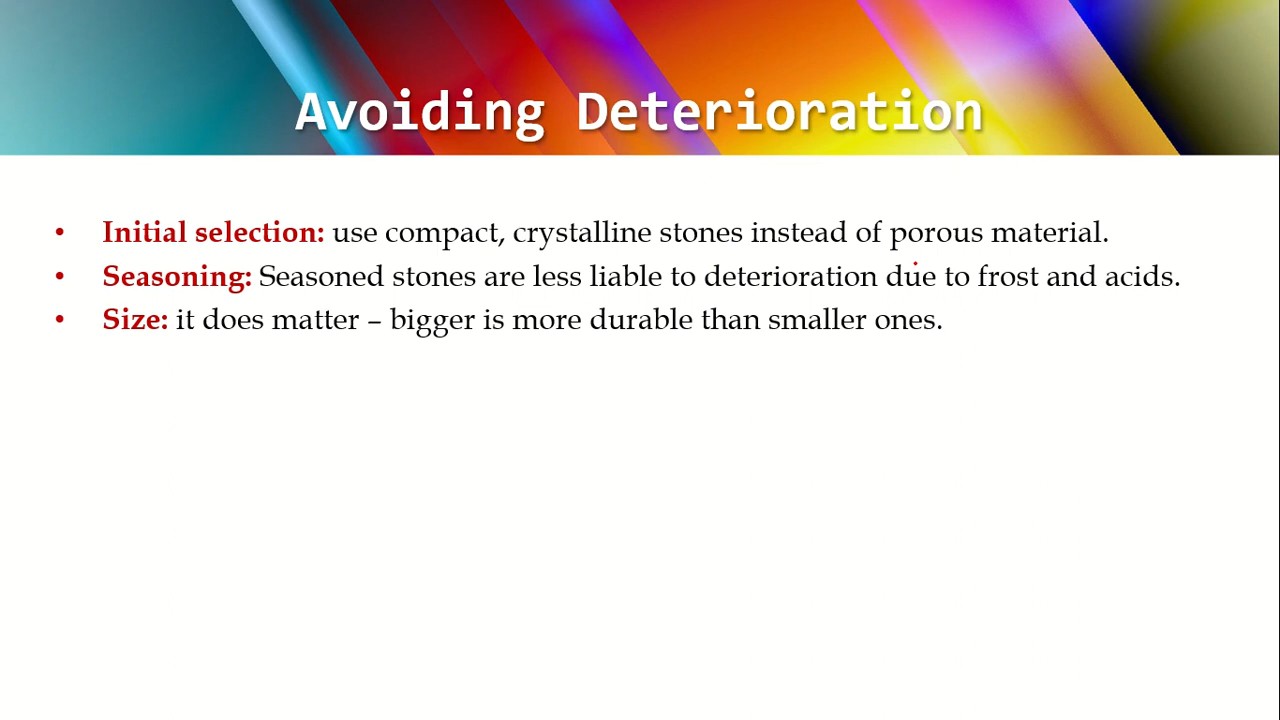 Avoiding Deterioration
• Initial selection: use compact, crystalline stones instead of porous material.
• Seasoning: Seasoned stones are less liable to deterioration due to frost and acids.
• Size: it does matter – bigger is more durable than smaller ones.